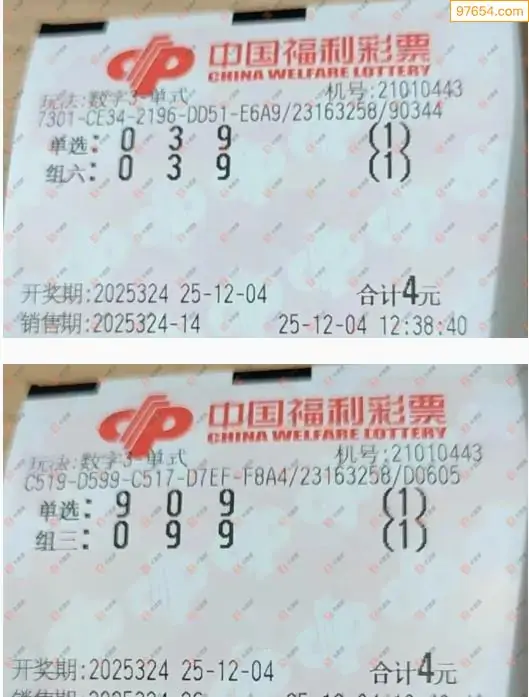 97654.com
中国福利彩票
CHINA WELFARE LOTTERY
玩法:数字3-单式 机号:21010443
7301-CE34-2196-DD51-E6A9/23163258/90344
单选: 0 3 9 (1)
组六: 0 3 9 (1)
开奖期:2025324 25-12-04 合计4元
销售期:2025324-14 25-12-04 12:38:40
中国福利彩票
CHINA WELFARE LOTTERY
玩法:数字3-单式 机号:21010443
C519-D599-C517-D7EF-F8A4/23163258/D0605
单选: 9 0 9 (1)
组三: 0 9 9 (1)
开奖期:2025324 25-12-04 合计4元